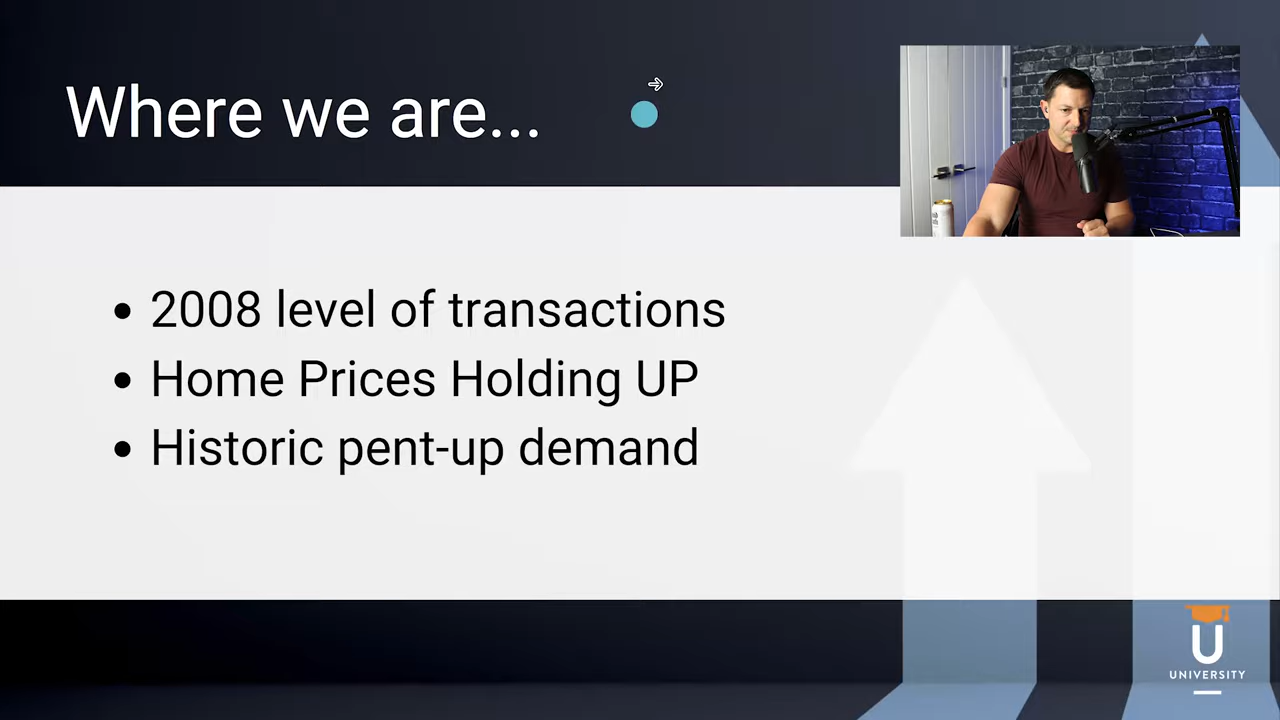 Where we are...
• 2008 level of transactions
• Home Prices Holding UP
• Historic pent-up demand
U
UNIVERSITY